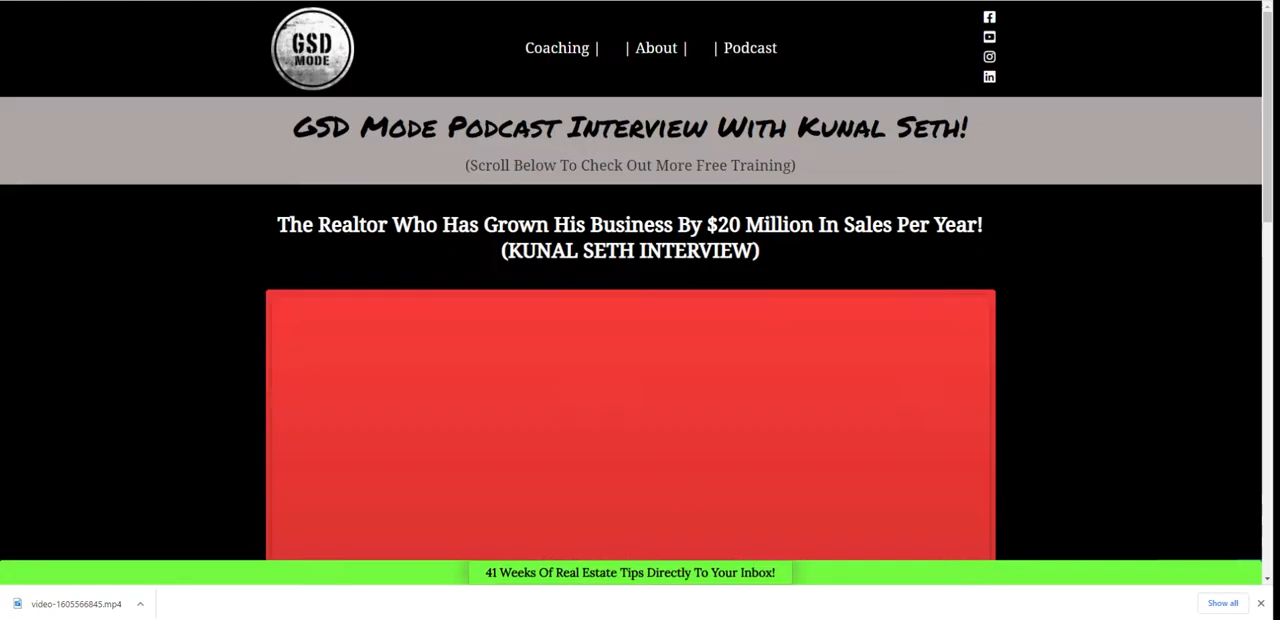 GSD
MODE
Coaching |
| About |
| Podcast
GSD Mode Podcast Interview With Kunal Seth!
(Scroll Below To Check Out More Free Training)
The Realtor Who Has Grown His Business By $20 Million In Sales Per Year!
(KUNAL SETH INTERVIEW)
41 Weeks Of Real Estate Tips Directly To Your Inbox!
video-1605566845.mp4
Show all